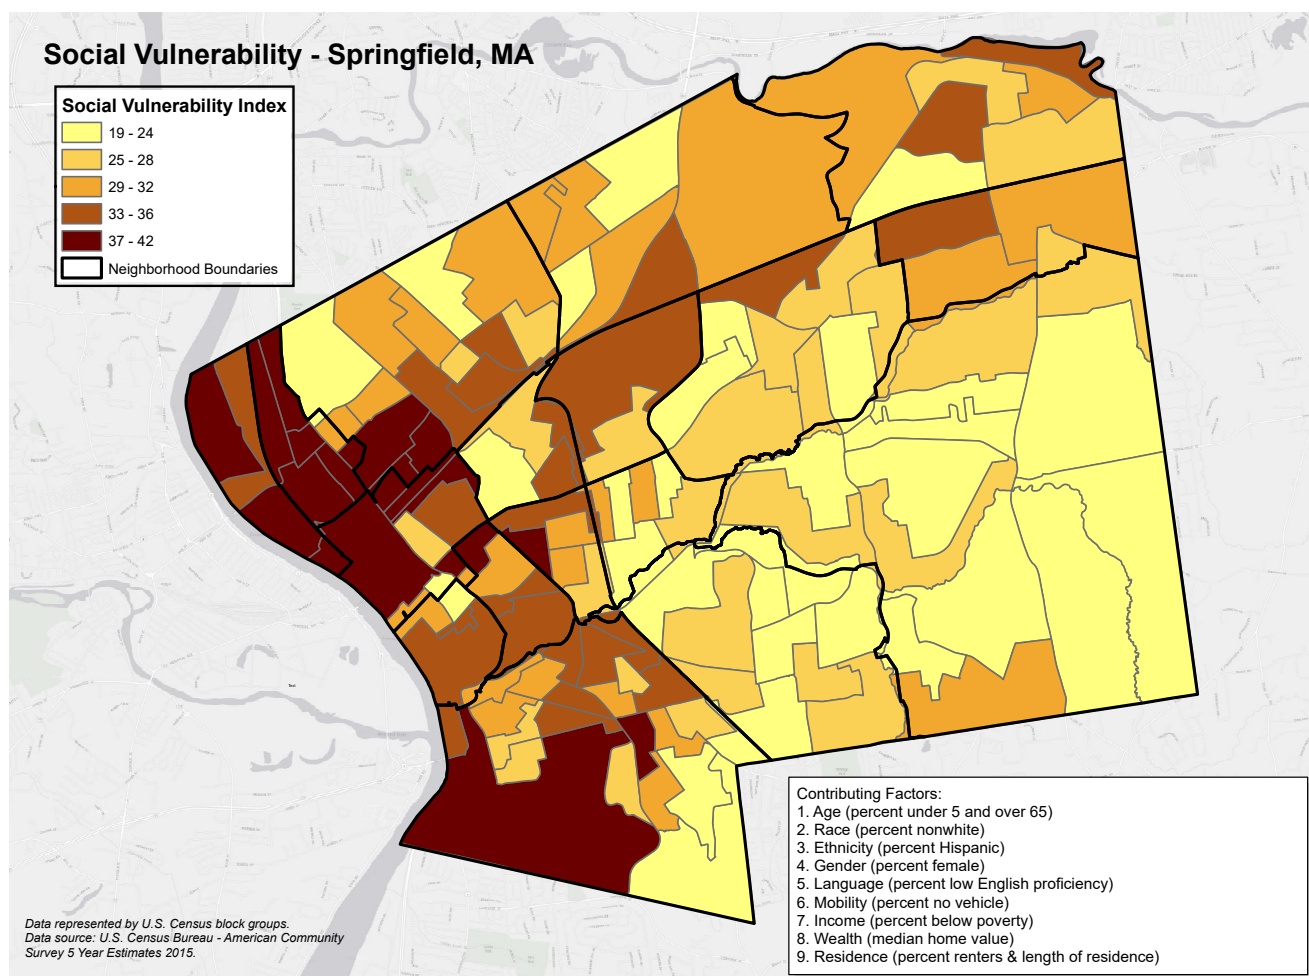 Social Vulnerability - Springfield, MA
Social Vulnerability Index
19 - 24
25 - 28
29 - 32
33 - 36
37 - 42
Neighborhood Boundaries
Contributing Factors:
1. Age (percent under 5 and over 65)
2. Race (percent nonwhite)
3. Ethnicity (percent Hispanic)
4. Gender (percent female)
5. Language (percent low English proficiency)
6. Mobility (percent no vehicle)
7. Income (percent below poverty)
8. Wealth (median home value)
9. Residence (percent renters & length of residence)
Data represented by U.S. Census block groups.
Data source: U.S. Census Bureau - American Community
Survey 5 Year Estimates 2015.